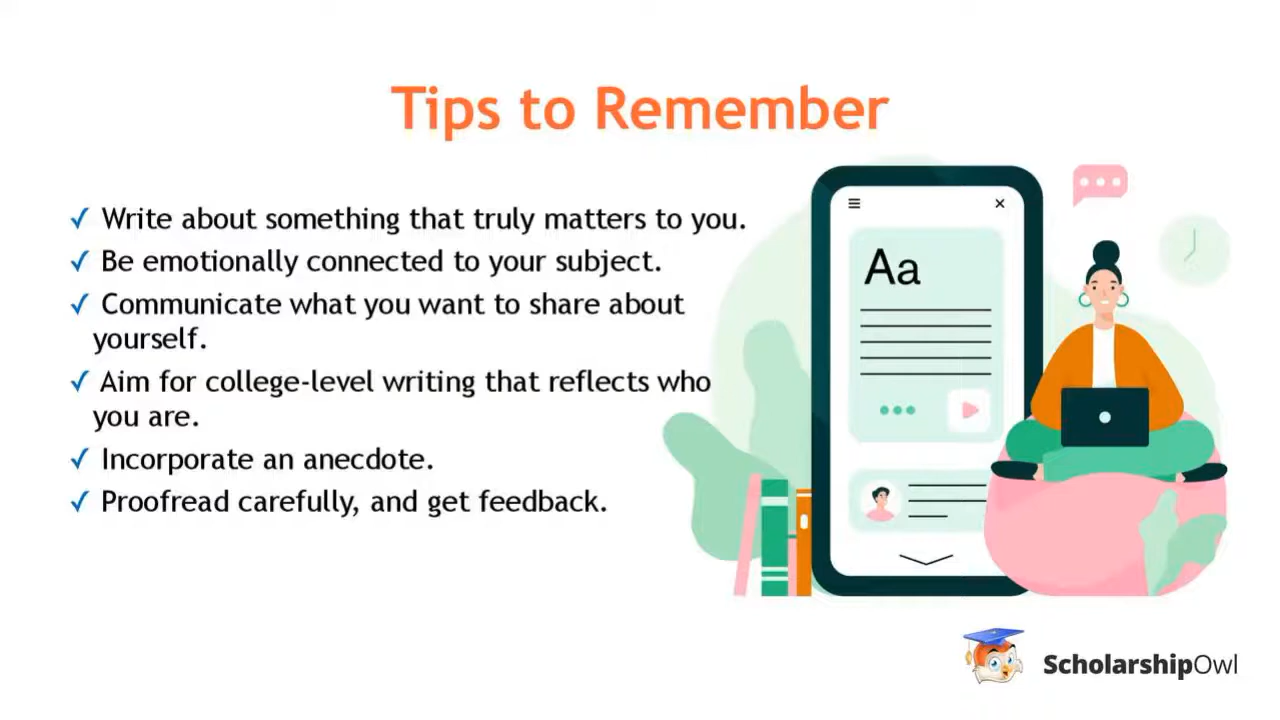 Tips to Remember
✓ Write about something that truly matters to you.
✓ Be emotionally connected to your subject.
✓ Communicate what you want to share about
yourself.
✓ Aim for college-level writing that reflects who
you are.
✓ Incorporate an anecdote.
✓ Proofread carefully, and get feedback.
Aa
ScholarshipOwl